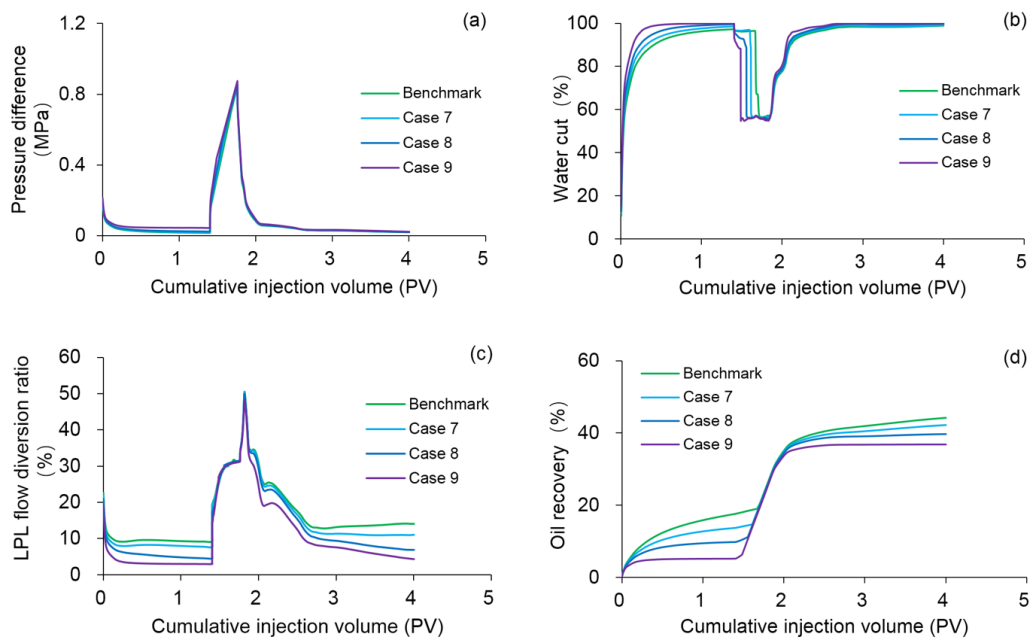 (a)
1.2
0.8
0.4
0
Pressure difference
(MPa)
Benchmark
Case 7
Case 8
Case 9
0 1 2 3 4 5
Cumulative injection volume (PV)
(b)
100
80
60
40
20
0
Water cut (%)
Benchmark
Case 7
Case 8
Case 9
0 1 2 3 4 5
Cumulative injection volume (PV)
(c)
60
50
40
30
20
10
0
LPL flow diversion ratio
(%)
Benchmark
Case 7
Case 8
Case 9
0 1 2 3 4 5
Cumulative injection volume (PV)
(d)
60
40
20
0
Oil recovery (%)
Benchmark
Case 7
Case 8
Case 9
0 1 2 3 4 5
Cumulative injection volume (PV)